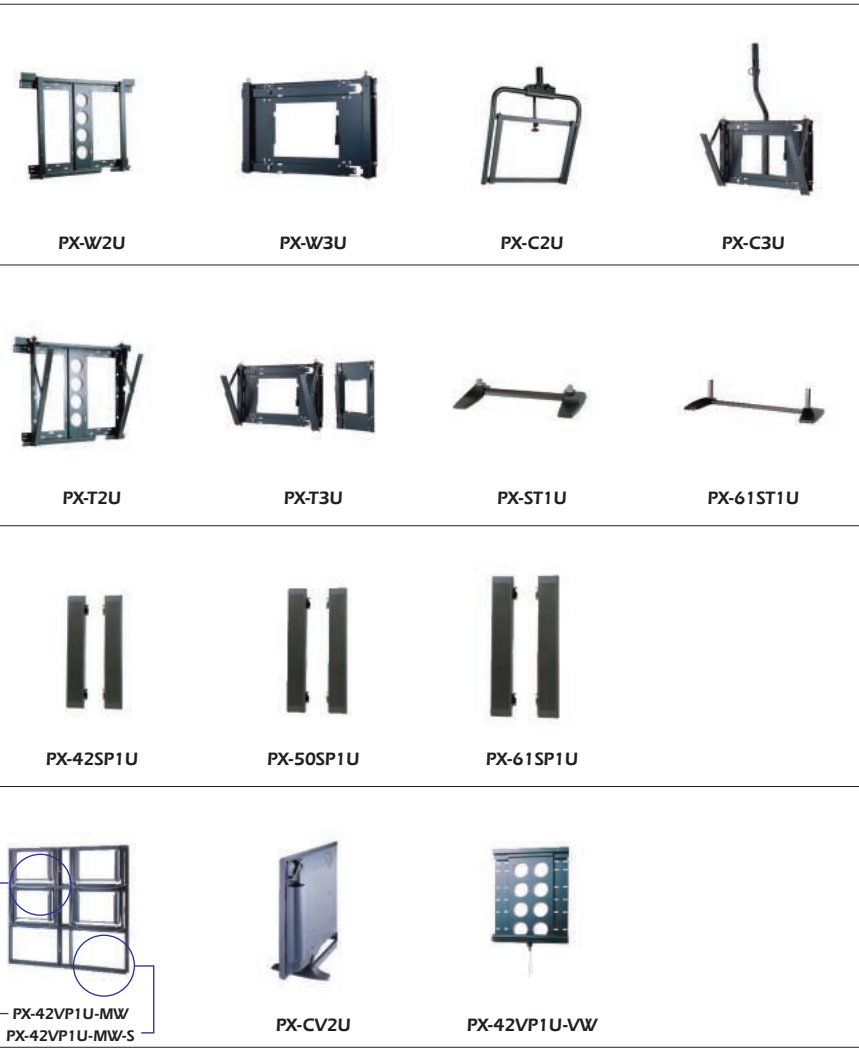 PX-W2U
PX-W3U
PX-C2U
PX-C3U
PX-T2U
PX-T3U
PX-ST1U
PX-61ST1U
PX-42SP1U
PX-50SP1U
PX-61SP1U
PX-42VP1U-MW
PX-42VP1U-MW-S
PX-CV2U
PX-42VP1U-VW